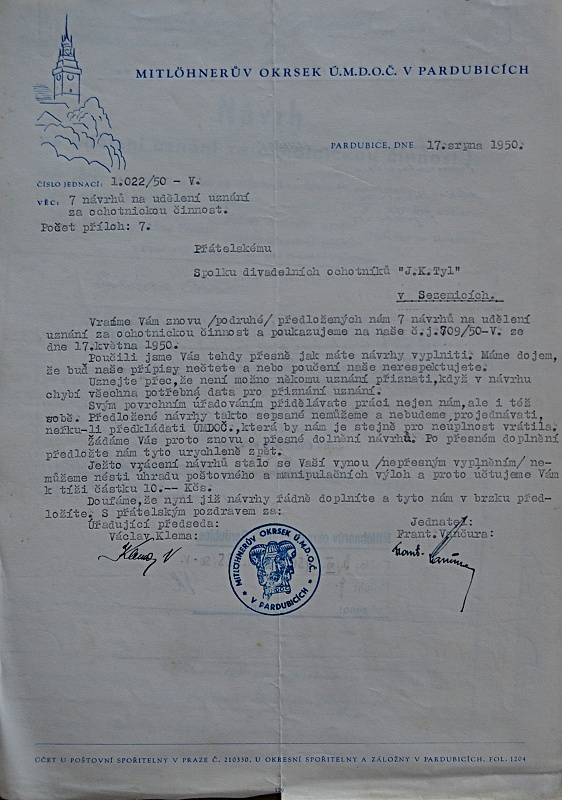 MITLÖHNERŮV OKRSEK Ú.M.D.O.Č. V PARDUBICÍCH
PARDUBICE, DNE 17.srpna 1950.
ČÍSLO JEDNACÍ: 1.022/50 - V.
VĚC: 7 návrhů na udělení uznání
za ochotnickou činnost.
Počet příloh: 7.
Přátelskému
Spolku divadelních ochotníků "J.K.Tyl"
v Sezemicích.
Vracíme Vám znovu /podruhé/ předložených nám 7 návrhů na udělení
uznání za ochotnickou činnost a poukazujeme na naše č.j.809/50-V. ze
dne 17.května 1950.
Poučili jsme Vás tehdy přesně jak máte návrhy vyplniti. Máme dojem,
že buď naše přípisy nečtete a nebo poučení naše nerespektujete.
Uznejte přec, že není možno někomu uznání přiznati, když v návrhu
chybí všechna potřebná data pro přiznání uznání.
Svým povrchním úřadováním přiděláváte práci nejen nám, ale i též
sobě. Předložené návrhy takto sepsané nemůžeme a nebudeme projednávati,
neřku-li předkládati ÚMDOČ., která by nám je stejně pro neúplnost vrátila.
Žádáme Vás proto znovu o přesné dolnění návrhů. Po přesném doplnění
předložte nám tyto urychleně zpět.
Ježto vrácení návrhů stalo se Vaší vinou /nepřesným vyplněním/ ne-
můžeme nésti úhradu poštovného a manipulačních výloh a proto účtujeme Vám
k tíži částku 10.-- Kčs.
Doufáme, že nyní již návrhy řádně doplníte a tyto nám v brzku před-
ložíte. S přátelským pozdravem za:
Úřadující předseda:
Václav Klema:
Jednatel:
Frant. Vančura:
MITLÖHNERŮV OKRSEK Ú.M.D.O.Č.
V PARDUBICÍCH
ÚČET U POŠTOVNÍ SPOŘITELNY V PRAZE Č. 210330, U OKRESNÍ SPOŘITELNY A ZÁLOŽNY V PARDUBICÍCH, FOL. 1204